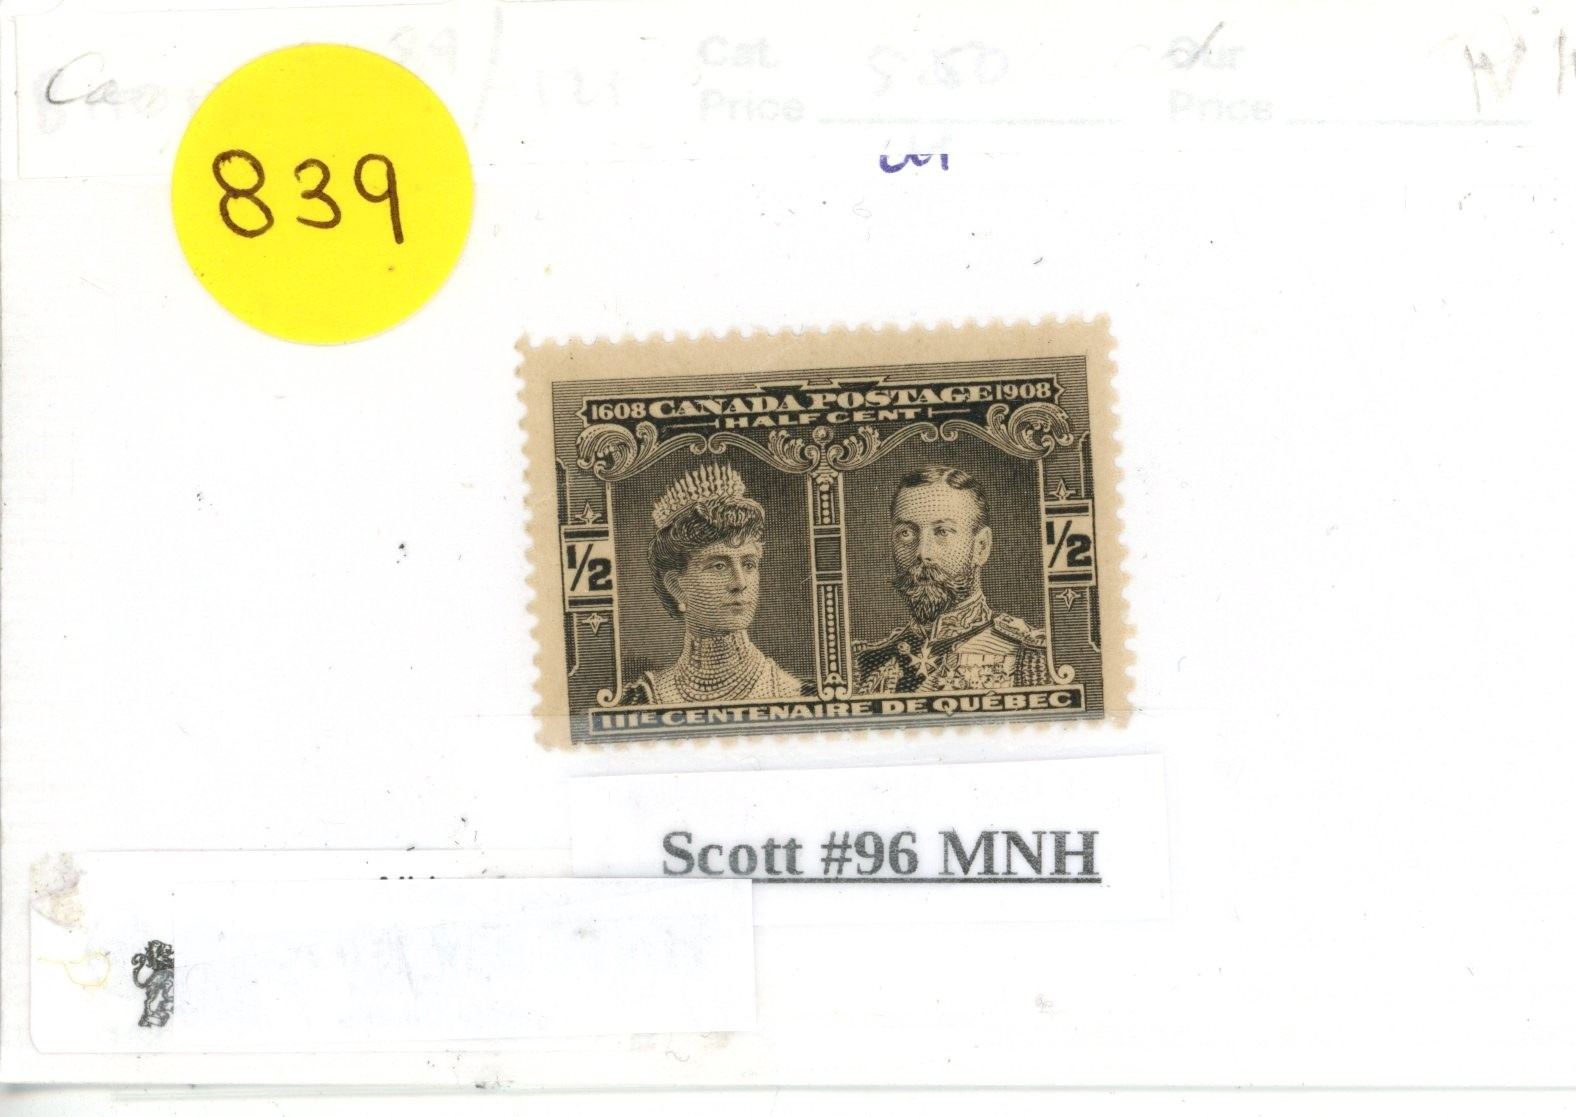 Cat.
Price
Our
Price
839
1608 CANADA POSTAGE 1908
HALF CENT
1/2
1/2
IIIE CENTENAIRE DE QUÉBEC
Scott #96 MNH